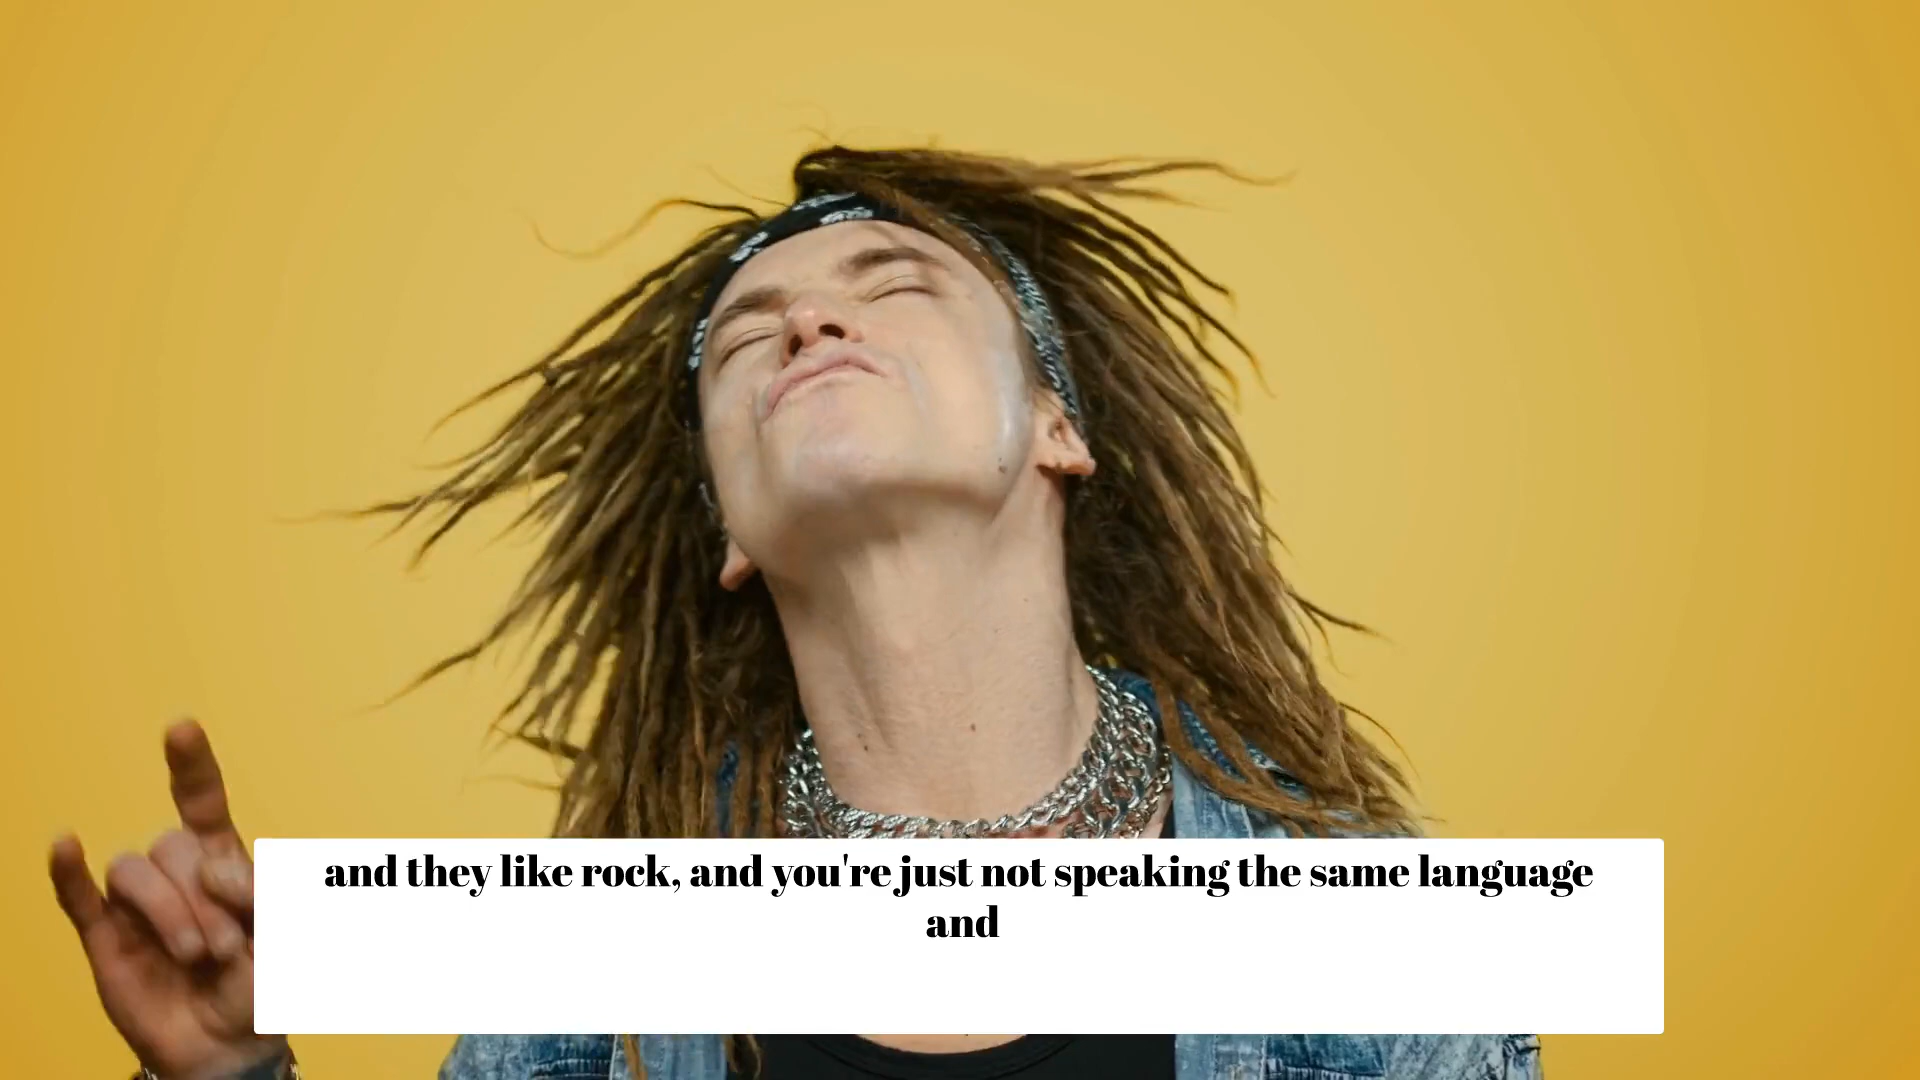 and they like rock, and you're just not speaking the same language
and